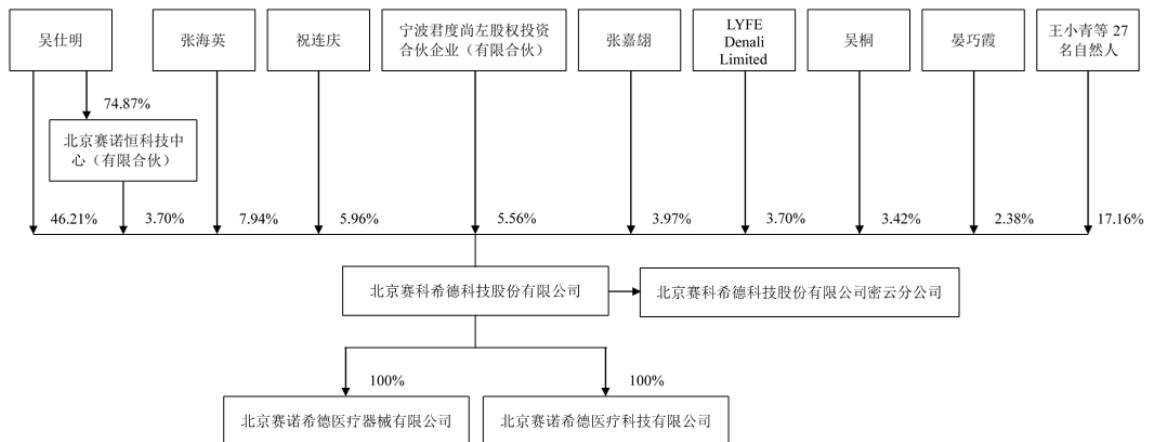 吴仕明
张海英
祝连庆
宁波君度尚左股权投资
合伙企业（有限合伙）
张嘉翃
LYFE
Denali
Limited
吴桐
晏巧霞
王小青等 27
名自然人
74.87%
北京赛诺恒科技中
心（有限合伙）
46.21%
3.70%
7.94%
5.96%
5.56%
3.97%
3.70%
3.42%
2.38%
17.16%
北京赛科希德科技股份有限公司
北京赛科希德科技股份有限公司密云分公司
100%
100%
北京赛诺希德医疗器械有限公司
北京赛诺希德医疗科技有限公司